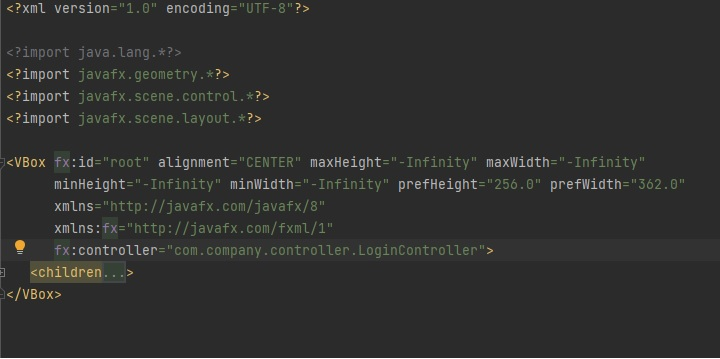 <?xml version="1.0" encoding="UTF-8"?>
<?import java.lang.*?>
<?import javafx.geometry.*?>
<?import javafx.scene.control.*?>
<?import javafx.scene.layout.*?>
<VBox fx:id="root" alignment="CENTER" maxHeight="-Infinity" maxWidth="-Infinity"
minHeight="-Infinity" minWidth="-Infinity" prefHeight="256.0" prefWidth="362.0"
xmlns="http://javafx.com/javafx/8"
xmlns:fx="http://javafx.com/fxml/1"
fx:controller="com.company.controller.LoginController">
<children...>
</VBox>